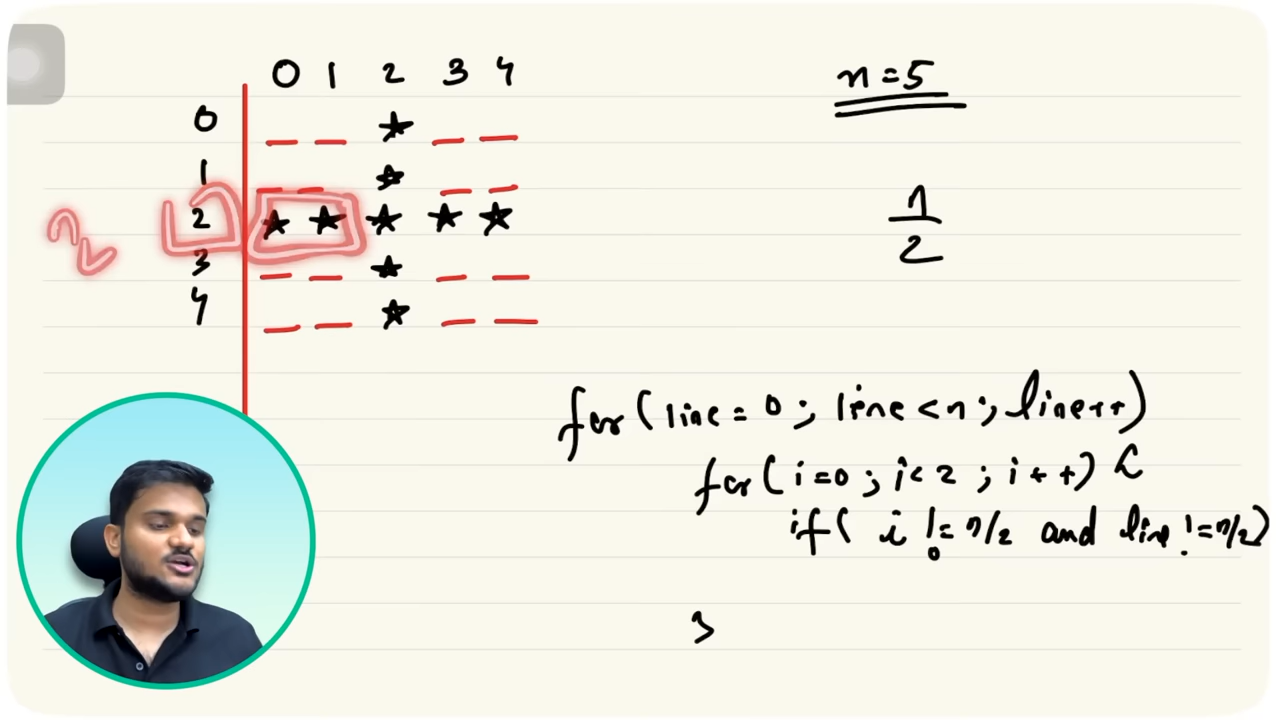 0 1 2 3 4
n=5
0 ★
1 ★
n/2
2 ★ ★ ★ ★ ★
n/2
3 ★
4 ★
for(line=0; line<n; line++)
for(i=0; i<2; i++) {
if( i != n/2 and line != n/2)
}